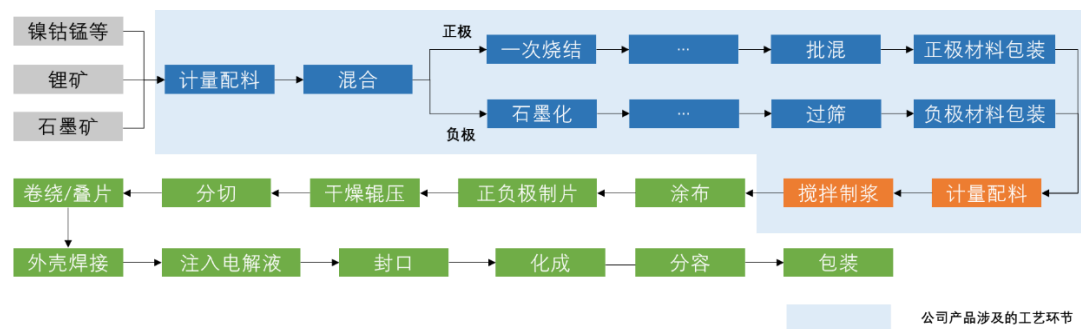 镍钴锰等
锂矿
石墨矿
计量配料
混合
正极
一次烧结
...
批混
正极材料包装
负极
石墨化
...
过筛
负极材料包装
卷绕/叠片
分切
干燥辊压
正负极制片
涂布
搅拌制浆
计量配料
外壳焊接
注入电解液
封口
化成
分容
包装
公司产品涉及的工艺环节